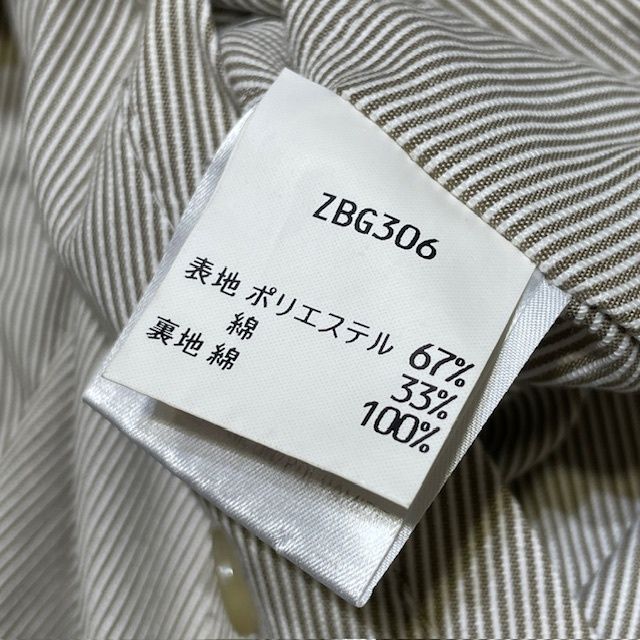 ZBG306
表地 ポリエステル 67%
綿 33%
裏地 綿 100%